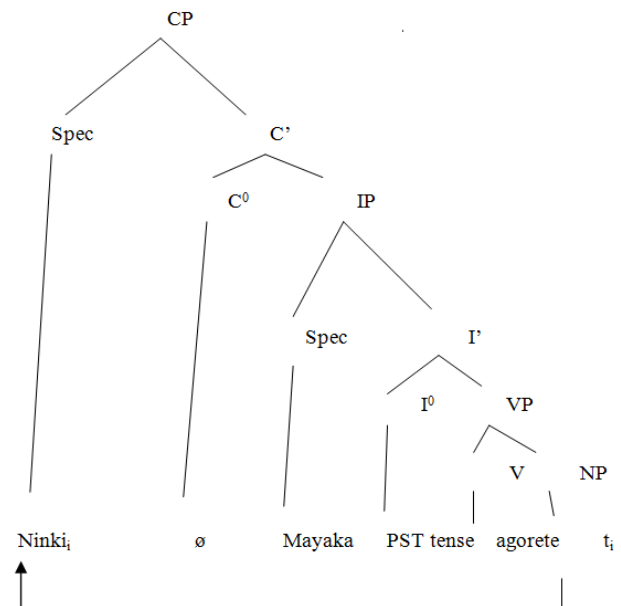 CP
Spec C’
C⁰ IP
Spec I’
I⁰ VP
V NP
Ninkiᵢ ø Mayaka PST tense agorete tᵢ